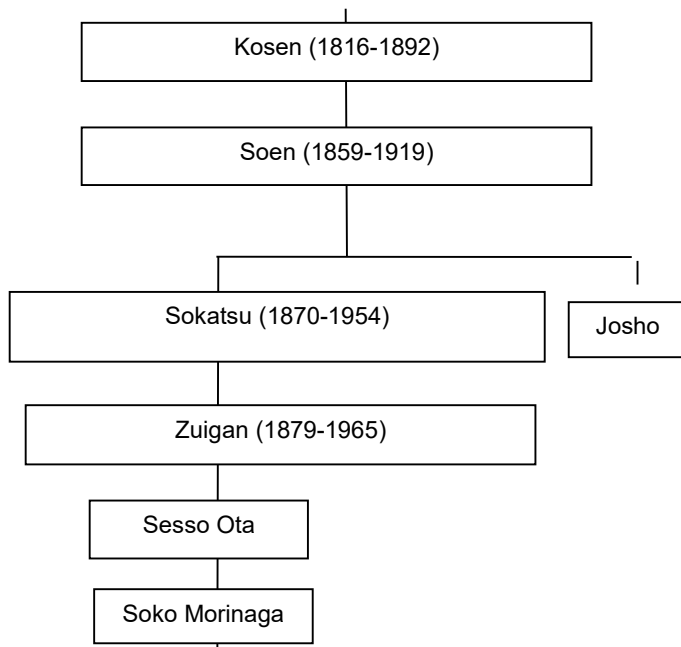 Kosen (1816-1892)
Soen (1859-1919)
Sokatsu (1870-1954)
Josho
Zuigan (1879-1965)
Sesso Ota
Soko Morinaga